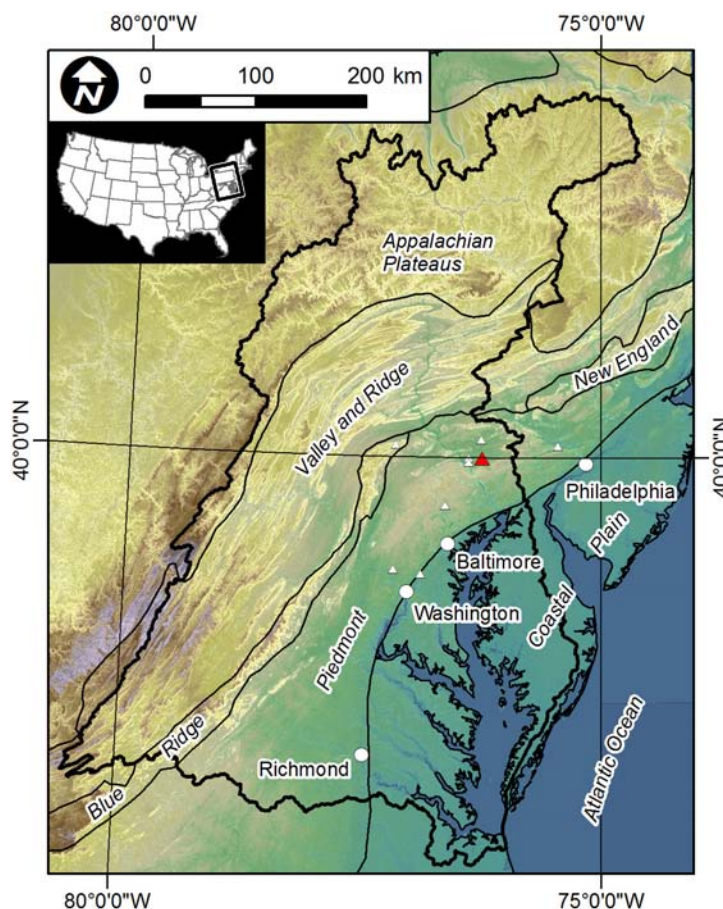 80°0'0"W
75°0'0"W
N
0
100
200 km
Appalachian
Plateaus
New England
Valley and Ridge
40°0'0"N
40°0'0"N
Philadelphia
Plain
Baltimore
Coastal
Washington
Piedmont
Ridge
Atlantic Ocean
Richmond
Blue
80°0'0"W
75°0'0"W